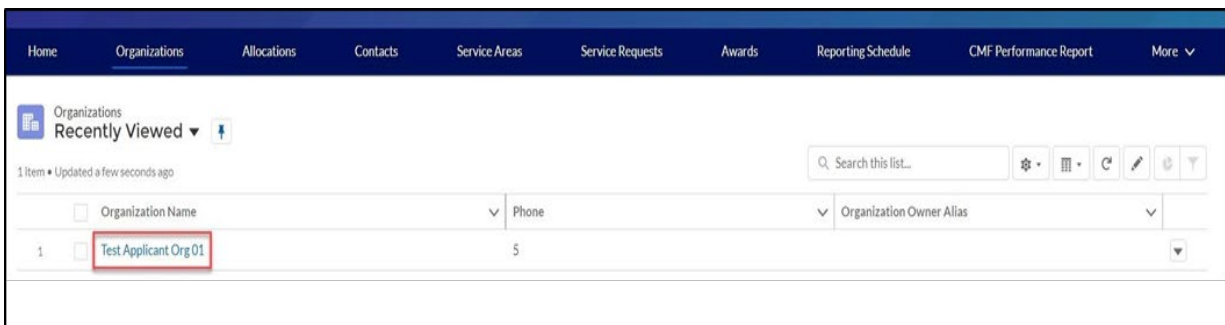 Home Organizations Allocations Contacts Service Areas Service Requests Awards Reporting Schedule CMF Performance Report More
Organizations
Recently Viewed
1 item • Updated a few seconds ago
Search this list...
Organization Name Phone Organization Owner Alias
1 Test Applicant Org 01 5